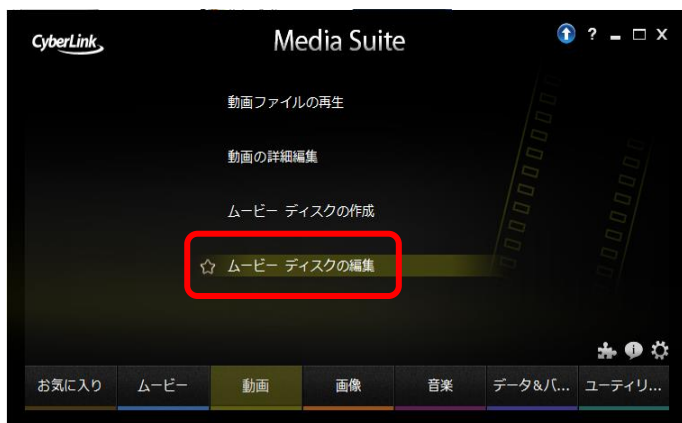 CyberLink
Media Suite
動画ファイルの再生
動画の詳細編集
ムービー ディスクの作成
ムービー ディスクの編集
お気に入り
ムービー
動画
画像
音楽
データ&バ...
ユーティリ...